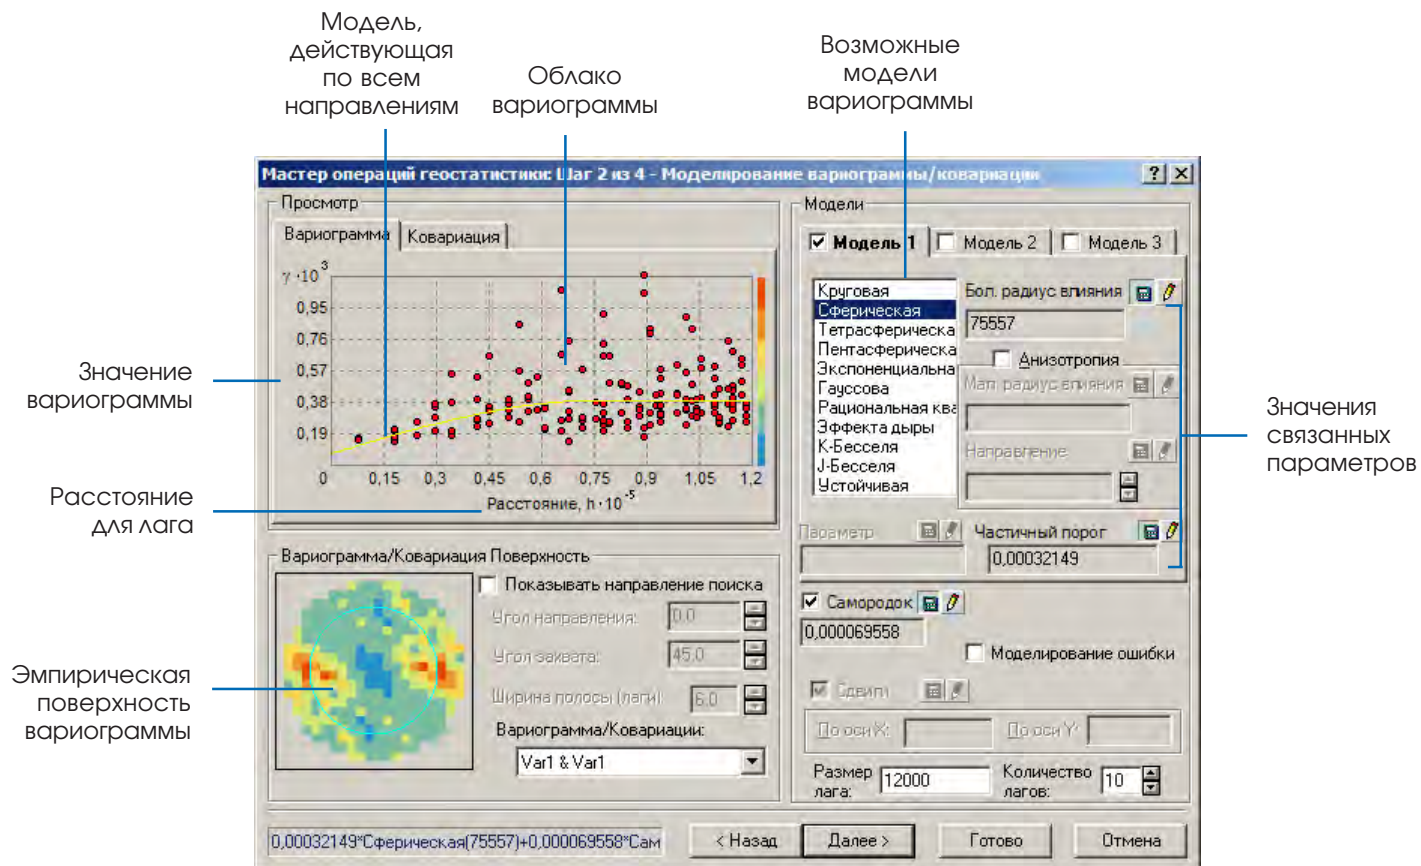 Модель,
действующая
по всем
направлениям
Облако
вариограммы
Возможные
модели
вариограммы
Мастер операций геостатистики: Шаг 2 из 4 - Моделирование вариограммы/ковариации
Просмотр
Вариограмма
Ковариация
γ·10 3
0,95
0,76
0,57
0,38
0,19
0 0,15 0,3 0,45 0,6 0,75 0,9 1,05 1,2
Расстояние, h·10 -5
Значение
вариограммы
Расстояние
для лага
Эмпирическая
поверхность
вариограммы
Вариограмма/Ковариация Поверхность
Показывать направление поиска
Угол направления: 0.0
Угол захвата: 45.0
Ширина полосы (лаги): 6.0
Вариограмма/Ковариации:
Var1 & Var1
Модели
Модель 1 Модель 2 Модель 3
Круговая
Сферическая
Тетрасферическа
Пентасферическа
Экспоненциальна
Гауссова
Рациональная ква
Эффекта дыры
К-Бесселя
J-Бесселя
Устойчивая
Бол. радиус влияния
75557
Анизотропия
Мал. радиус влияния
Направление
Параметр
Частичный порог
0,00032149
Самородок
0,000069558
Моделирование ошибки
Сдвиги
По оси X: По оси Y:
Размер
лага:
12000
Количество
лагов:
10
Значения
связанных
параметров
0,00032149*Сферическая(75557)+0,000069558*Сам
< Назад Далее > Готово Отмена